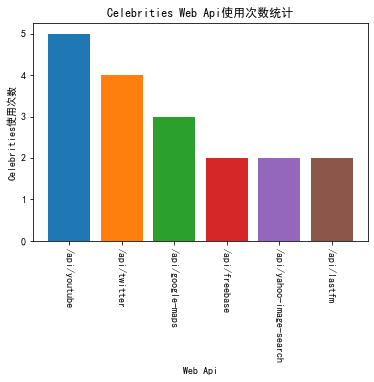 Celebrities Web Api使用次数统计
Celebrities使用次数
5
4
3
2
1
0
/api/youtube
/api/twitter
/api/google-maps
/api/freebase
/api/yahoo-image-search
/api/lastfm
Web Api